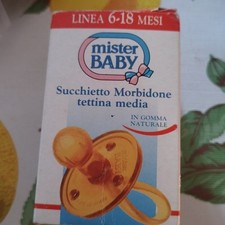 LINEA 6-18 MESI
mister
BABY
Succhietto Morbidone
tettina media
IN GOMMA
NATURALE